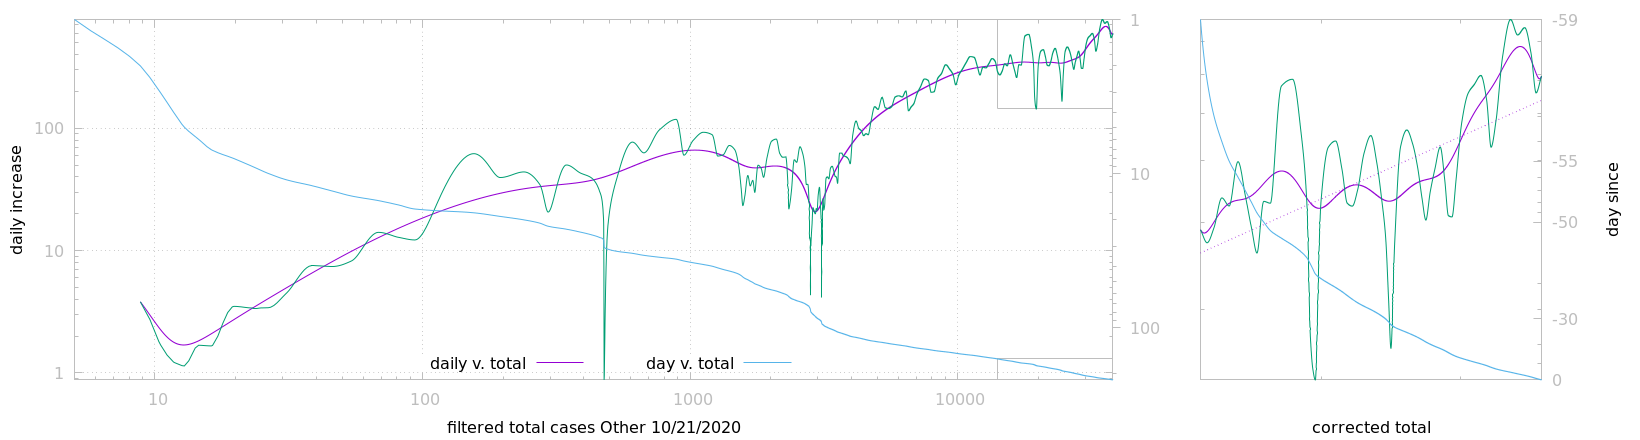 daily increase
100
10
1
10
100
1000
10000
filtered total cases Other 10/21/2020
daily v. total
day v. total
1
10
100
-59
-55
-50
-30
0
day since
corrected total